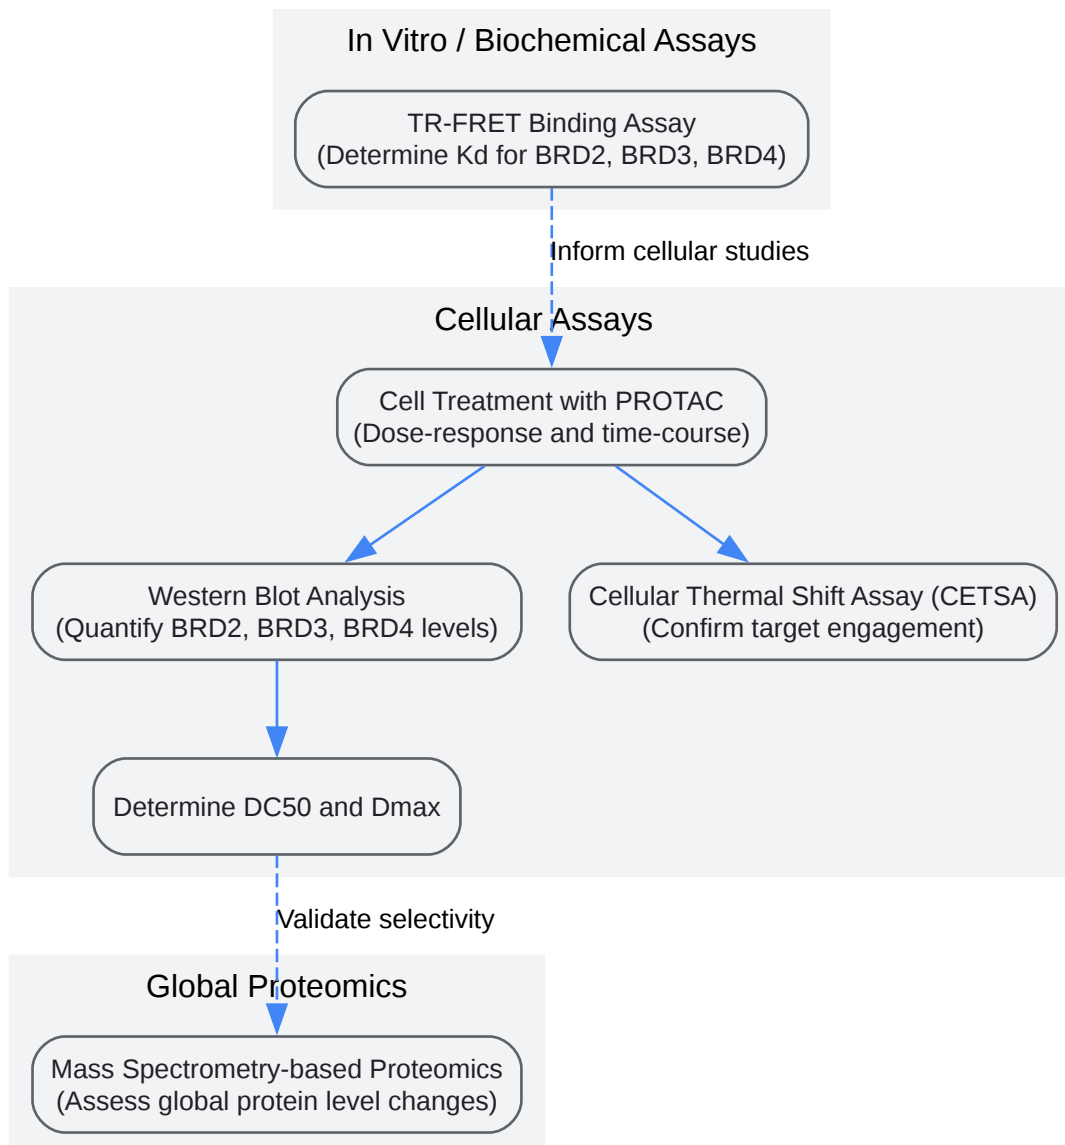 In Vitro / Biochemical Assays
TR-FRET Binding Assay
(Determine Kd for BRD2, BRD3, BRD4)
Inform cellular studies
Cellular Assays
Cell Treatment with PROTAC
(Dose-response and time-course)
Western Blot Analysis
(Quantify BRD2, BRD3, BRD4 levels)
Cellular Thermal Shift Assay (CETSA)
(Confirm target engagement)
Determine DC50 and Dmax
Validate selectivity
Global Proteomics
Mass Spectrometry-based Proteomics
(Assess global protein level changes)